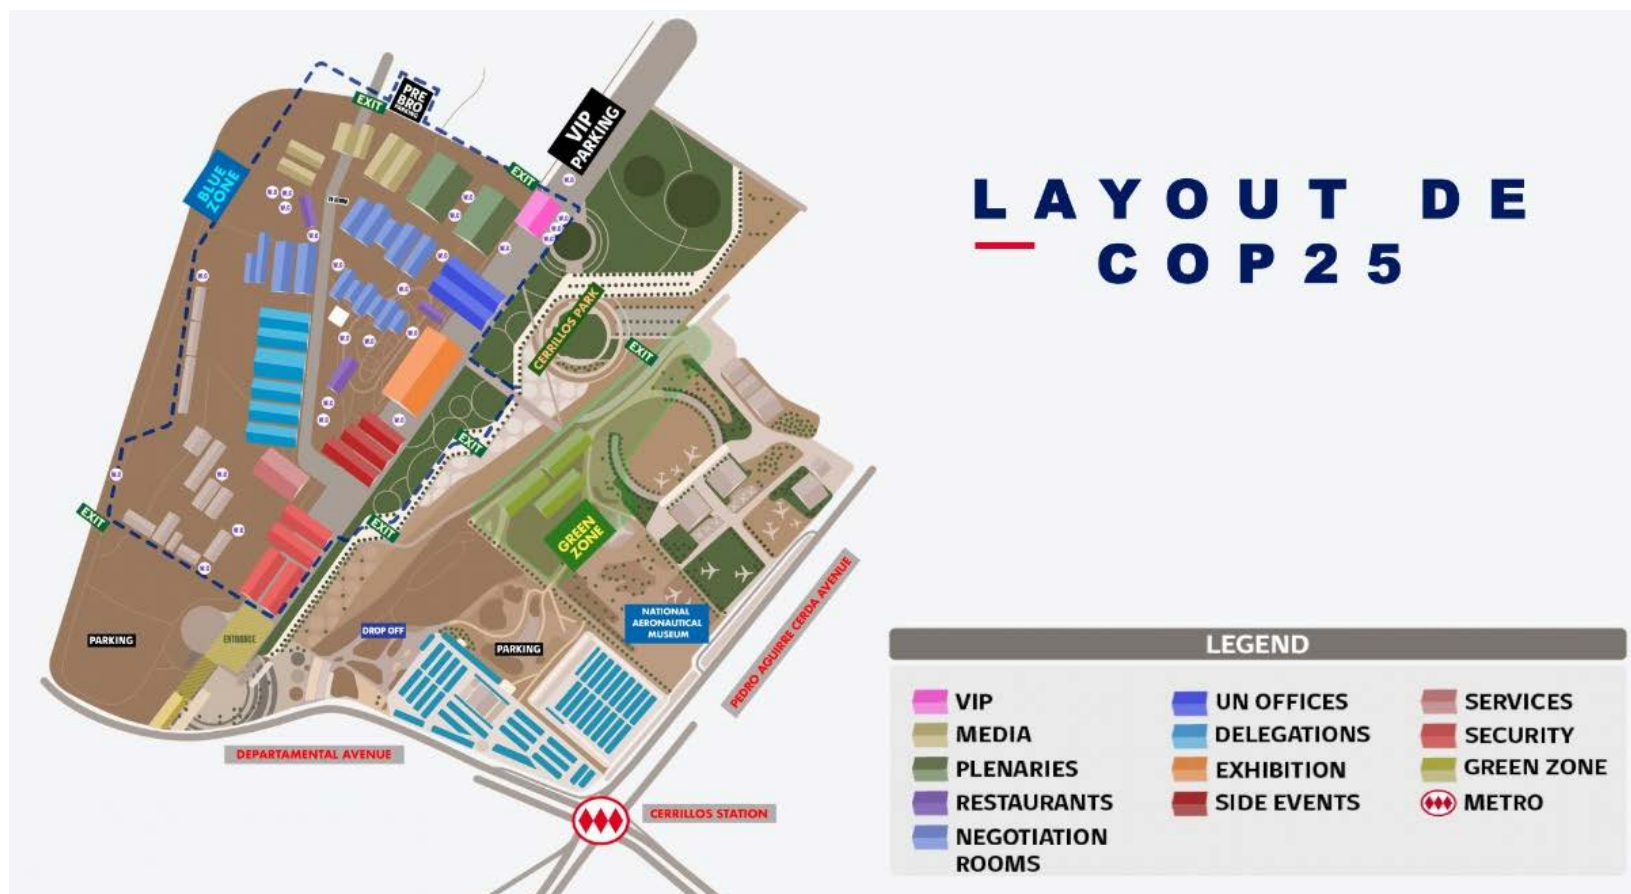 LAYOUT DE
COP25
PRE
BRO
PARKING
EXIT
VIP
PARKING
EXIT
BLUE
ZONE
CERRILLOS PARK
EXIT
EXIT
EXIT
EXIT
GREEN
ZONE
ENTRANCE
PARKING
DROP OFF
PARKING
NATIONAL
AERONAUTICAL
MUSEUM
PEDRO AGUIRRE CERDA AVENUE
DEPARTAMENTAL AVENUE
CERRILLOS STATION
LEGEND
VIP
MEDIA
PLENARIES
RESTAURANTS
NEGOTIATION
ROOMS
UN OFFICES
DELEGATIONS
EXHIBITION
SIDE EVENTS
SERVICES
SECURITY
GREEN ZONE
METRO